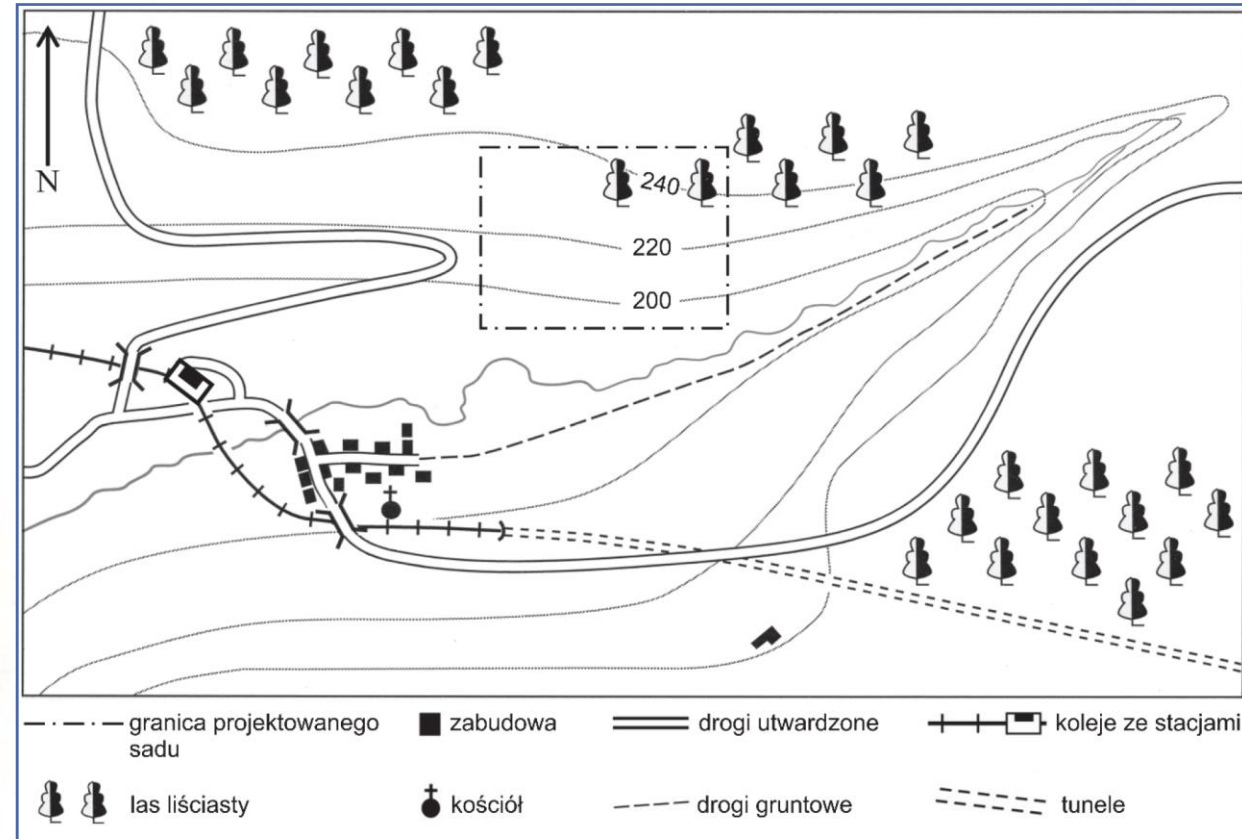 N
240
220
200
granica projektowanego
sadu
zabudowa
drogi utwardzone
koleje ze stacjami
las liściasty
kościół
drogi gruntowe
tunele